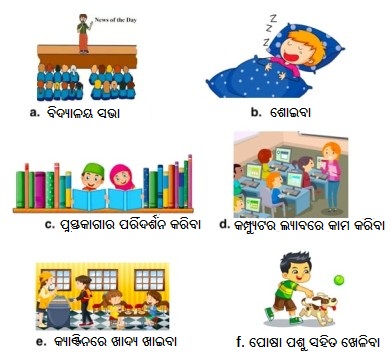 News of the Day
a. ବିଦ୍ୟାଳୟ ସଭା
b. ଶୋଇବା
c. ପୁସ୍ତକାଗାର ପରିଦର୍ଶନ କରିବା
d. କମ୍ପ୍ୟୁଟର ଲ୍ୟାବରେ କାମ କରିବା
e. କ୍ୟାଣ୍ଟିନରେ ଖାଦ୍ୟ ଖାଇବା
f. ପୋଷା ପଶୁ ସହିତ ଖେଳିବା